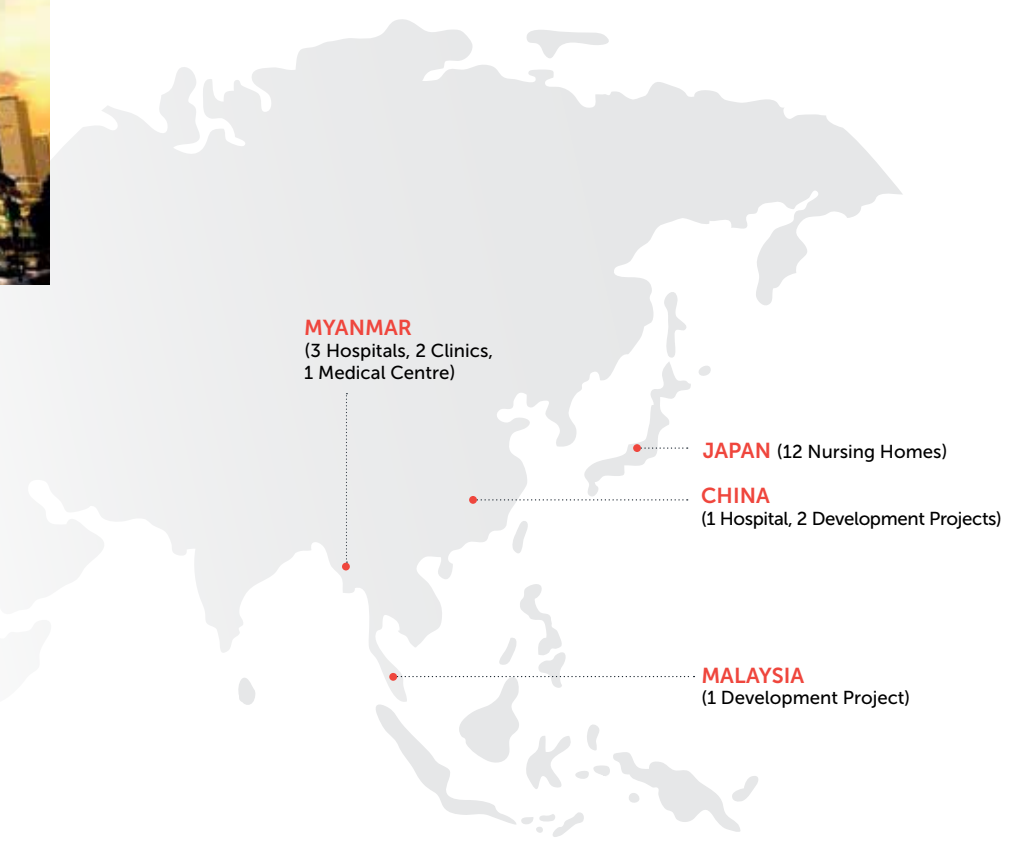 MYANMAR
(3 Hospitals, 2 Clinics,
1 Medical Centre)
JAPAN (12 Nursing Homes)
CHINA
(1 Hospital, 2 Development Projects)
MALAYSIA
(1 Development Project)